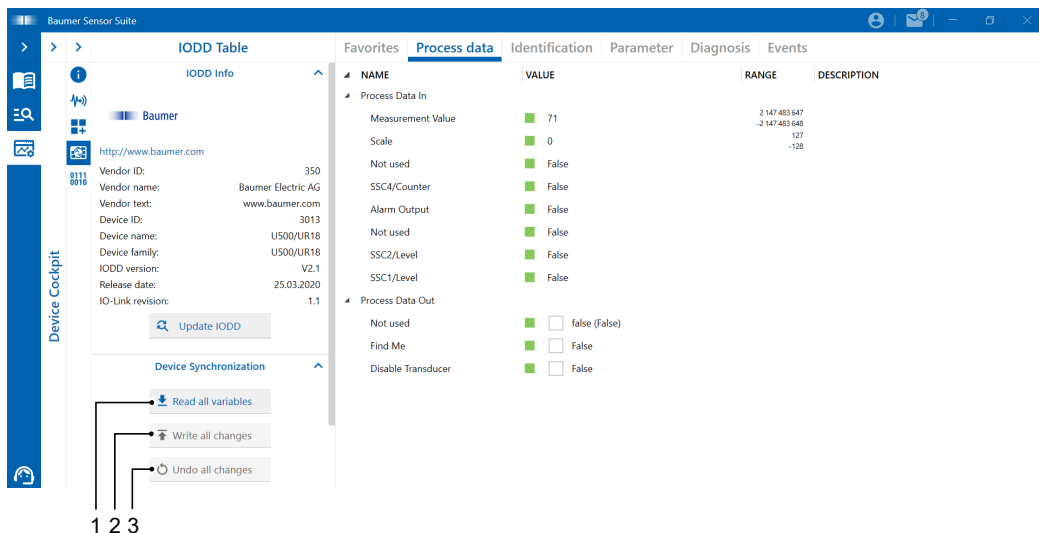 Baumer Sensor Suite
8
IODD Table
Favorites Process data Identification Parameter Diagnosis Events
IODD Info
Baumer
http://www.baumer.com
Vendor ID: 350
Vendor name: Baumer Electric AG
Vendor text: www.baumer.com
Device ID: 3013
Device name: U500/UR18
Device family: U500/UR18
IODD version: V2.1
Release date: 25.03.2020
IO-Link revision: 1.1
Update IODD
Device Synchronization
Read all variables
Write all changes
Undo all changes
0111
0010
Device Cockpit
NAME VALUE RANGE DESCRIPTION
Process Data In
Measurement Value 71 2 147 483 647
-2 147 483 648
Scale 0 127
-128
Not used False
SSC4/Counter False
Alarm Output False
Not used False
SSC2/Level False
SSC1/Level False
Process Data Out
Not used false (False)
Find Me False
Disable Transducer False
1 2 3